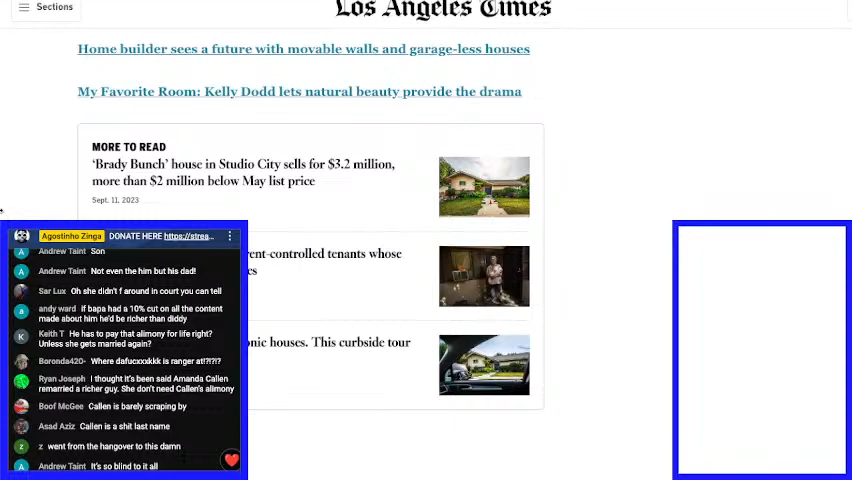 Sections
Los Angeles Times
Home builder sees a future with movable walls and garage-less houses
My Favorite Room: Kelly Dodd lets natural beauty provide the drama
MORE TO READ
‘Brady Bunch’ house in Studio City sells for $3.2 million,
more than $2 million below May list price
Sept. 11, 2023
rent-controlled tenants whose
es
onic houses. This curbside tour
Agostinho Zinga DONATE HERE https://strea...
Andrew Taint Son
Andrew Taint Not even the him but his dad!
Sar Lux Oh she didn't f around in court you can tell
andy ward If bapa had a 10% cut on all the content
made about him he'd be richer than diddy
Keith T He has to pay that alimony for life right?
Unless she gets married again?
Boronda420- Where dafucxxxkkk is ranger at!?!?!?
Ryan Joseph I thought it's been said Amanda Callen
remarried a richer guy. She don't need Callen's alimony
Boof McGee Callen is barely scraping by
Asad Aziz Callen is a shit last name
z went from the hangover to this damn
Andrew Taint It's so blind to it all